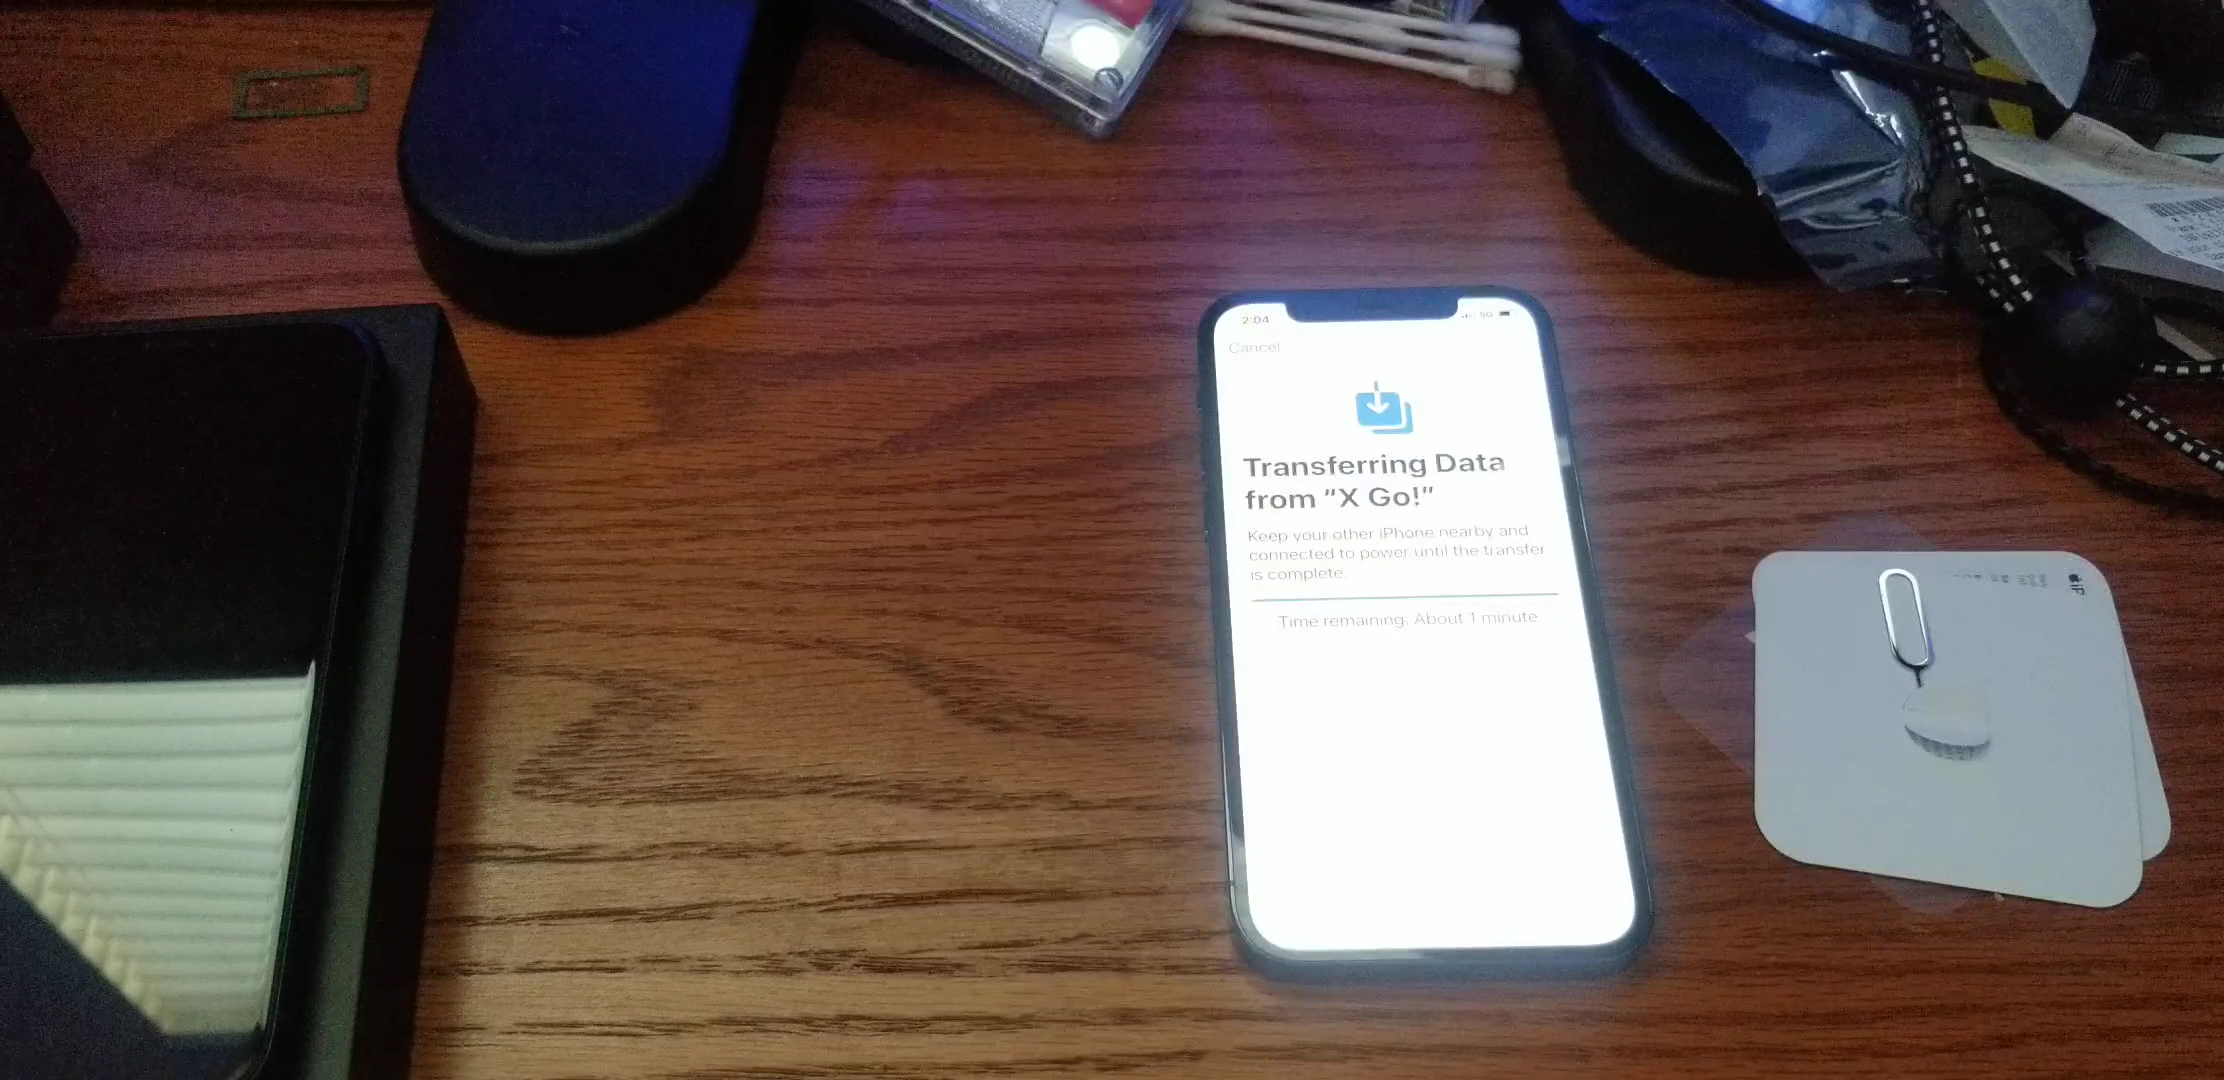 2:04
5G
Cancel
Transferring Data
from “X Go!”
Keep your other iPhone nearby and
connected to power until the transfer
is complete.
Time remaining: About 1 minute